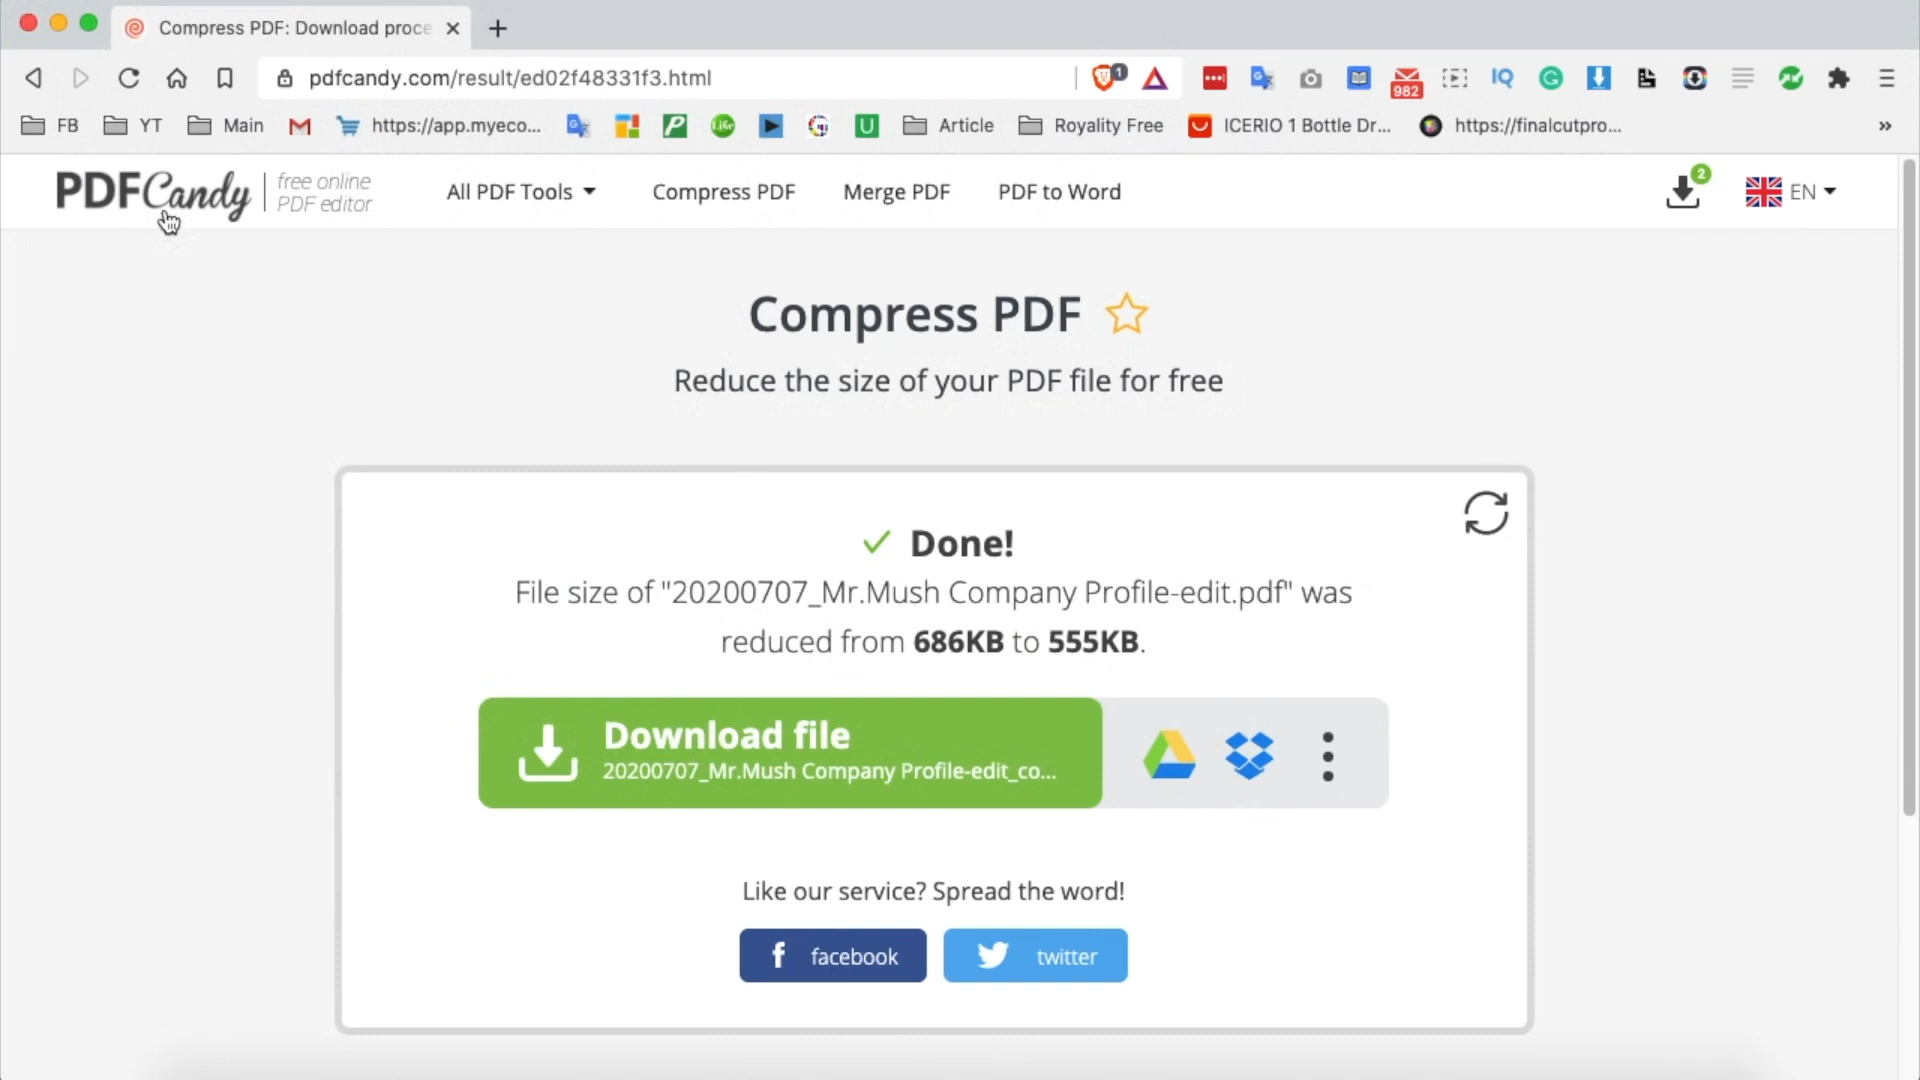 Compress PDF: Download proce
pdfcandy.com/result/ed02f48331f3.html
1
982
FB
YT
Main
https://app.myeco...
Article
Royality Free
ICERIO 1 Bottle Dr...
https://finalcutpro...
»
PDFCandy
free online
PDF editor
All PDF Tools
Compress PDF
Merge PDF
PDF to Word
2
EN
Compress PDF
Reduce the size of your PDF file for free
Done!
File size of "20200707_Mr.Mush Company Profile-edit.pdf" was
reduced from 686KB to 555KB.
Download file
20200707_Mr.Mush Company Profile-edit_co...
Like our service? Spread the word!
facebook
twitter